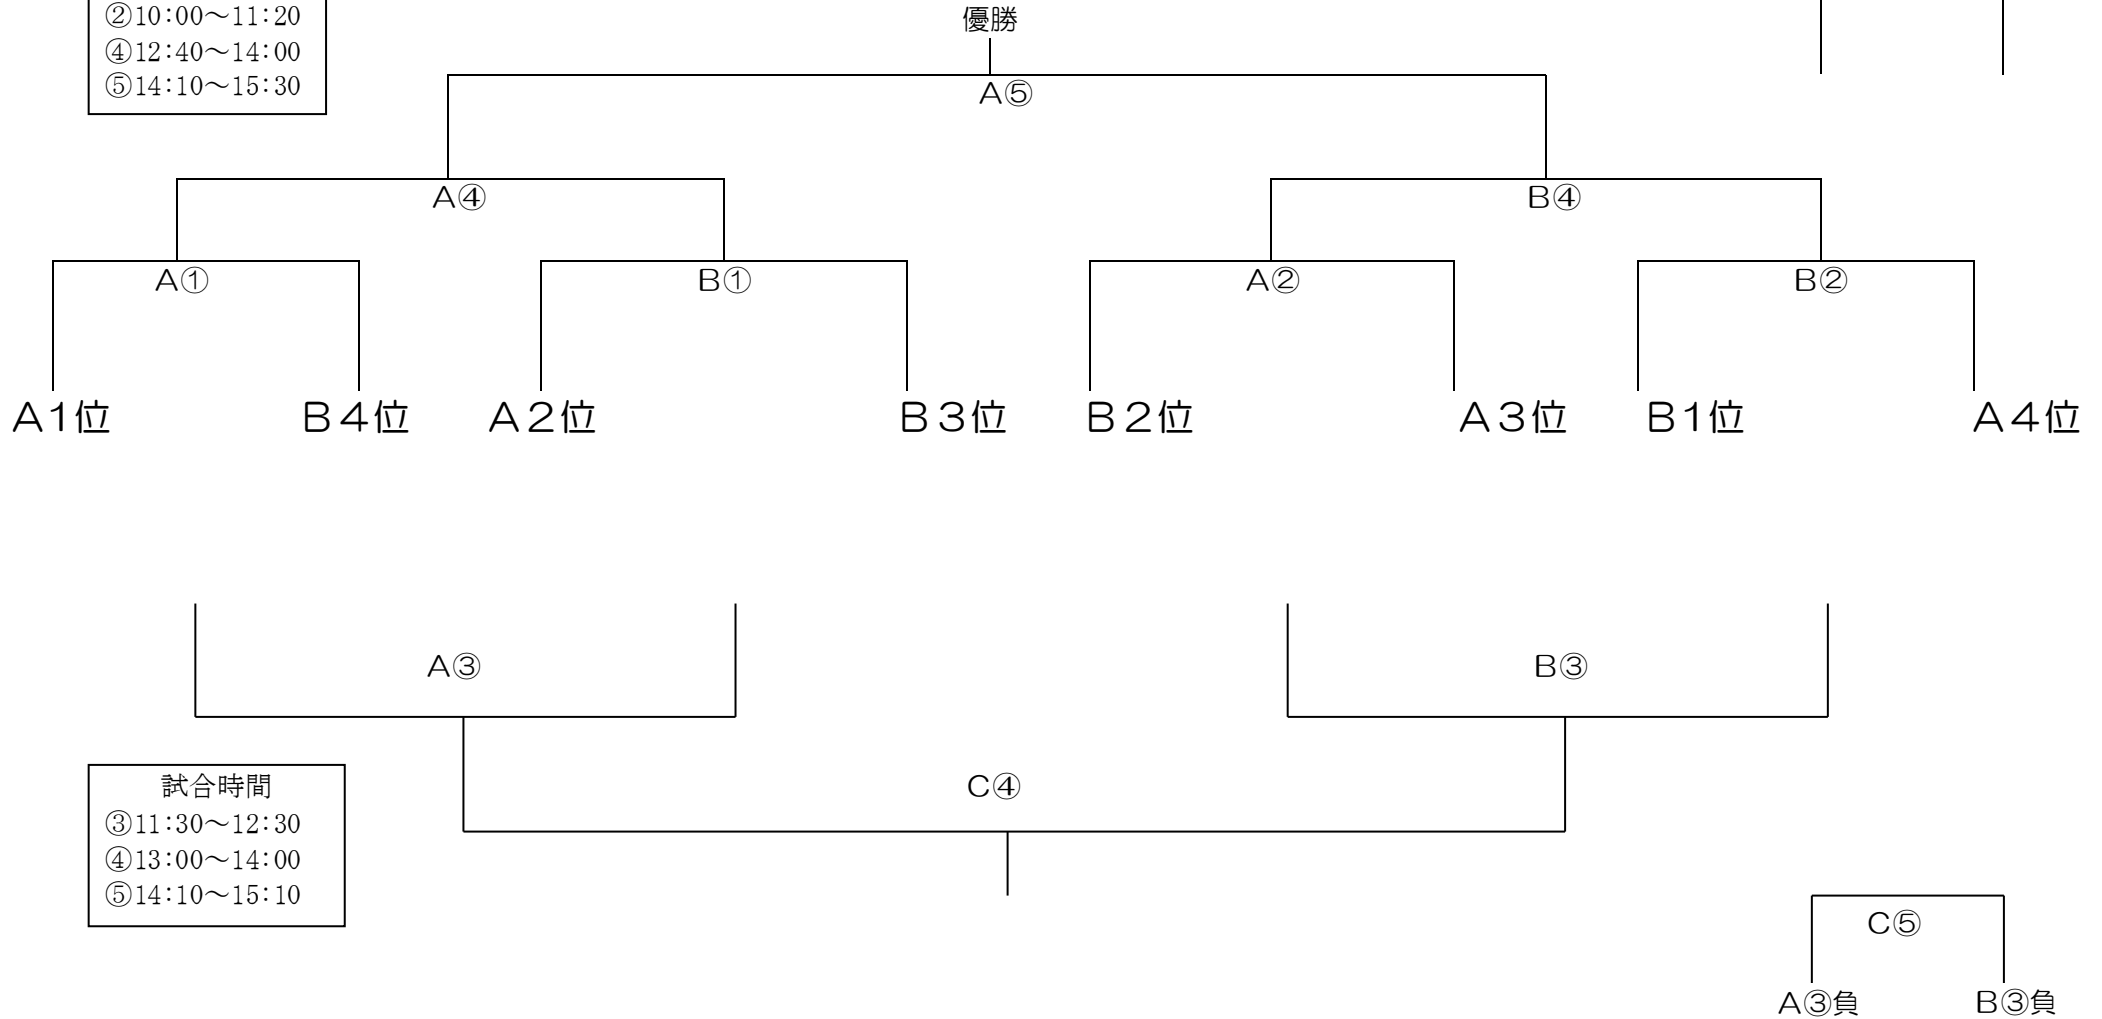 ②10:00～11:20
④12:40～14:00
⑤14:10～15:30
優勝
A⑤
A④
B④
A①
B①
A②
B②
A１位
B４位
A２位
B３位
B２位
A３位
B１位
A４位
A③
B③
試合時間
③11:30～12:30
④13:00～14:00
⑤14:10～15:10
C④
C⑤
A③負
B③負